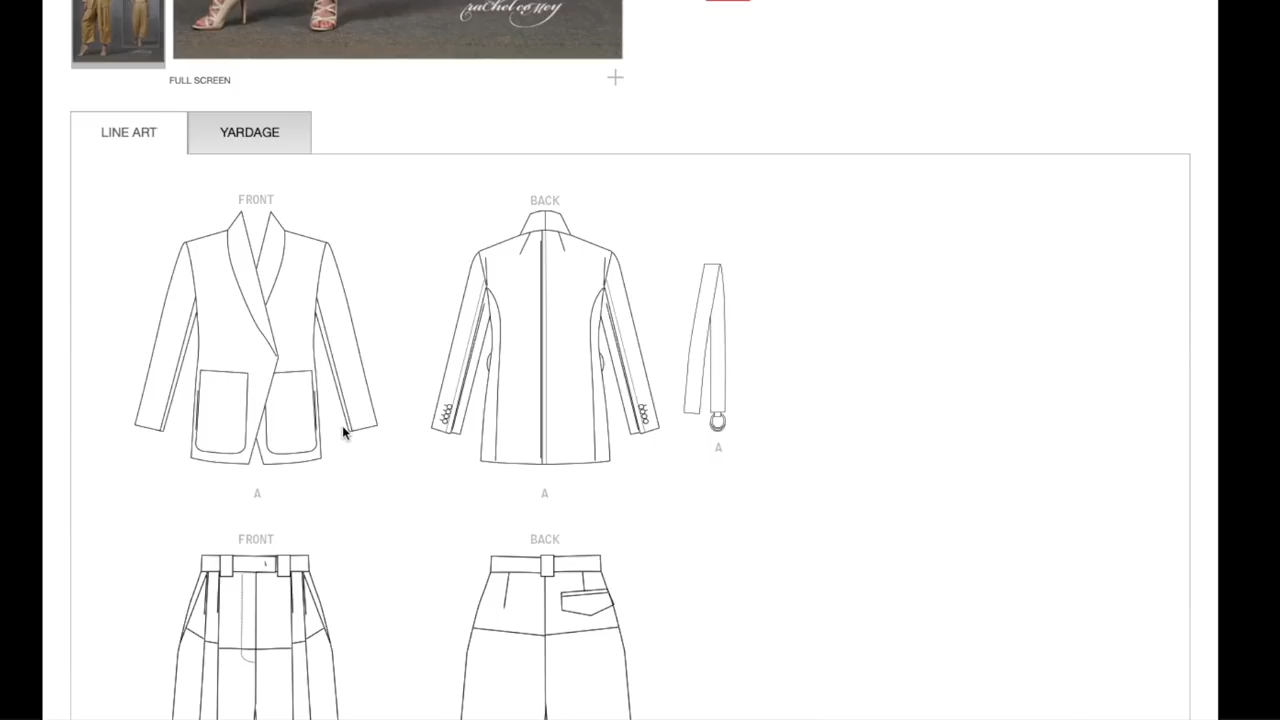 FULL SCREEN
LINE ART
YARDAGE
FRONT
BACK
A
A
A
FRONT
BACK